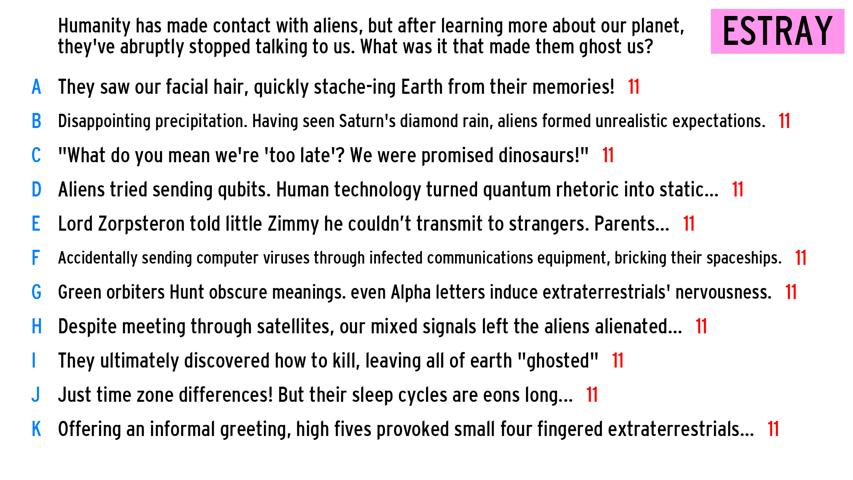 Humanity has made contact with aliens, but after learning more about our planet,
they've abruptly stopped talking to us. What was it that made them ghost us?
ESTRAY
A They saw our facial hair, quickly stache-ing Earth from their memories! 11
B Disappointing precipitation. Having seen Saturn's diamond rain, aliens formed unrealistic expectations. 11
C "What do you mean we're 'too late'? We were promised dinosaurs!" 11
D Aliens tried sending qubits. Human technology turned quantum rhetoric into static... 11
E Lord Zorpsteron told little Zimmy he couldn’t transmit to strangers. Parents... 11
F Accidentally sending computer viruses through infected communications equipment, bricking their spaceships. 11
G Green orbiters Hunt obscure meanings. even Alpha letters induce extraterrestrials' nervousness. 11
H Despite meeting through satellites, our mixed signals left the aliens alienated... 11
I They ultimately discovered how to kill, leaving all of earth "ghosted" 11
J Just time zone differences! But their sleep cycles are eons long... 11
K Offering an informal greeting, high fives provoked small four fingered extraterrestrials... 11